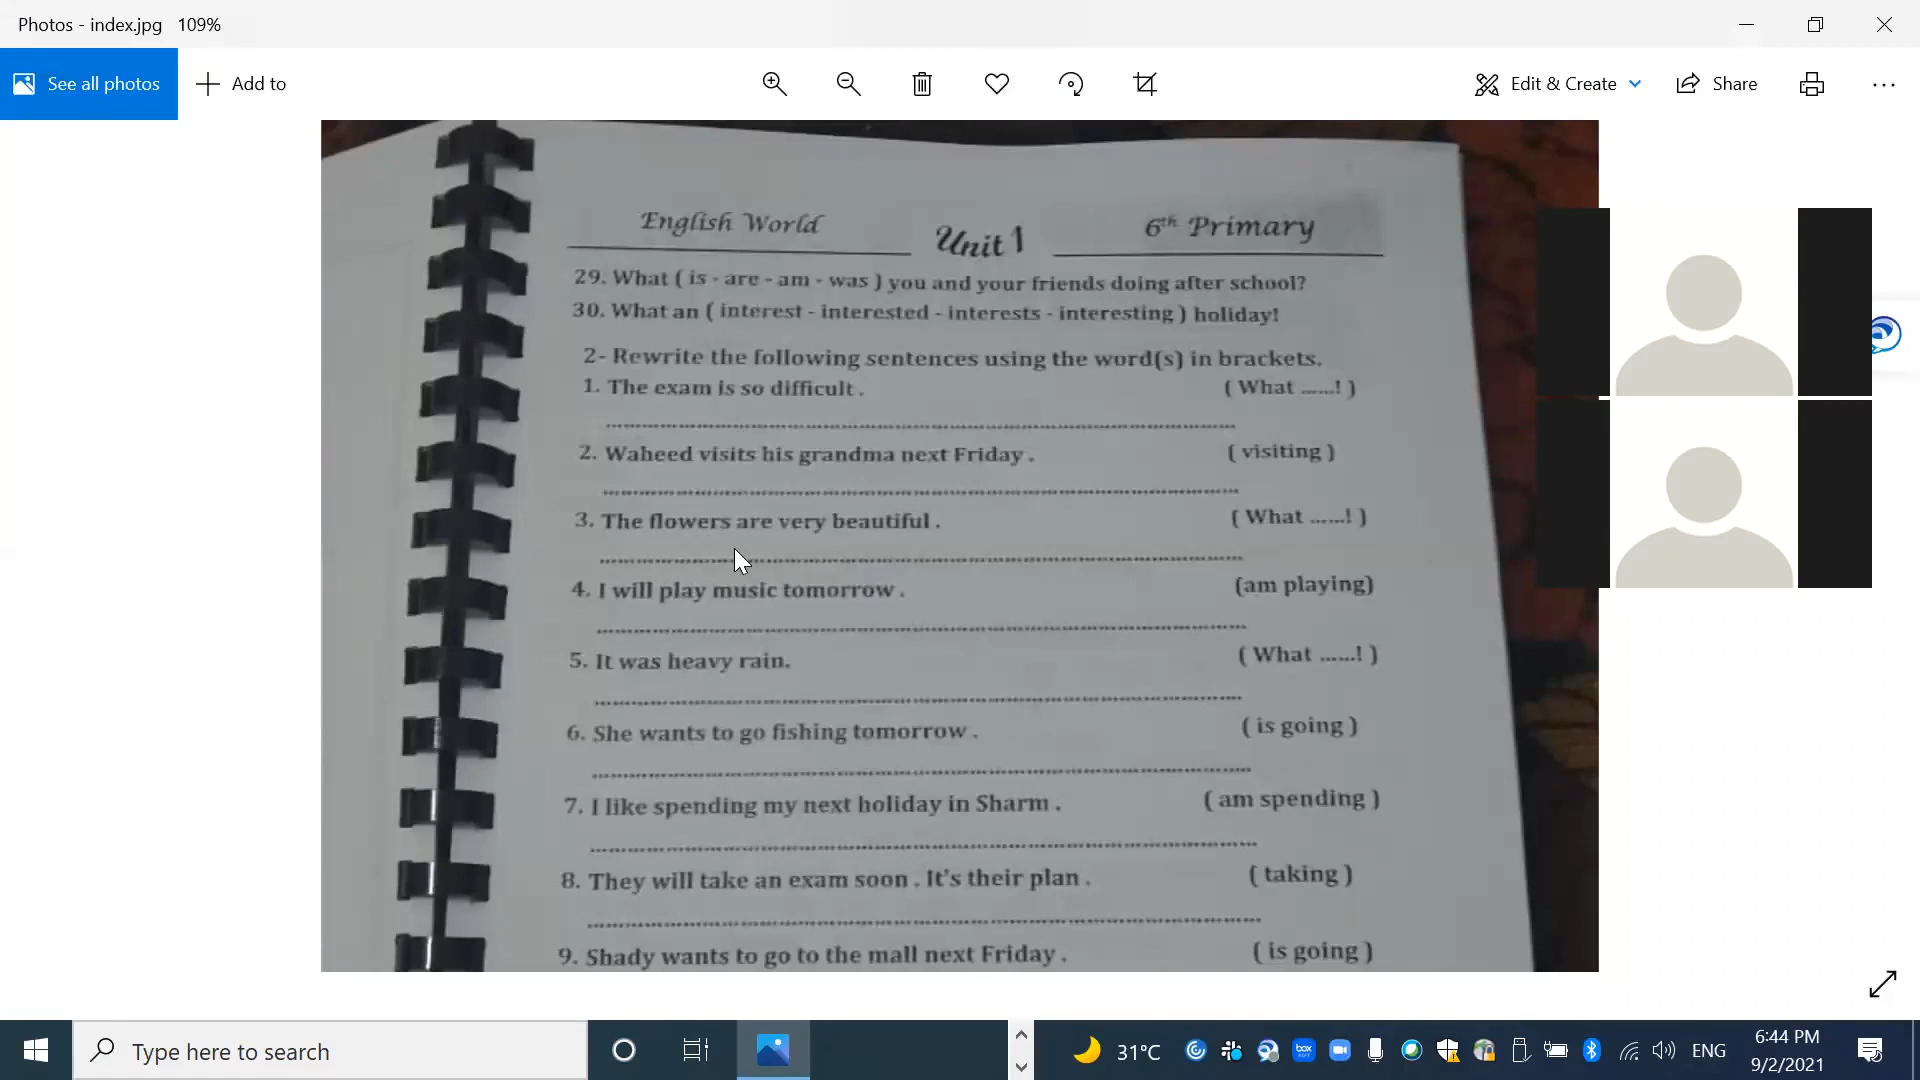 Photos - index.jpg 109%
See all photos
Add to
Edit & Create
Share
English World
Unit 1
6th Primary
29. What ( is - are - am - was ) you and your friends doing after school?
30. What an ( interest - interested - interests - interesting ) holiday!
2- Rewrite the following sentences using the word(s) in brackets.
1. The exam is so difficult . ( What ......! )
2. Waheed visits his grandma next Friday . ( visiting )
3. The flowers are very beautiful . ( What ......! )
4. I will play music tomorrow . (am playing)
5. It was heavy rain. ( What ......! )
6. She wants to go fishing tomorrow . ( is going )
7. I like spending my next holiday in Sharm . ( am spending )
8. They will take an exam soon . It's their plan . ( taking )
9. Shady wants to go to the mall next Friday . ( is going )
Type here to search
31°C
box
ENG
6:44 PM
9/2/2021